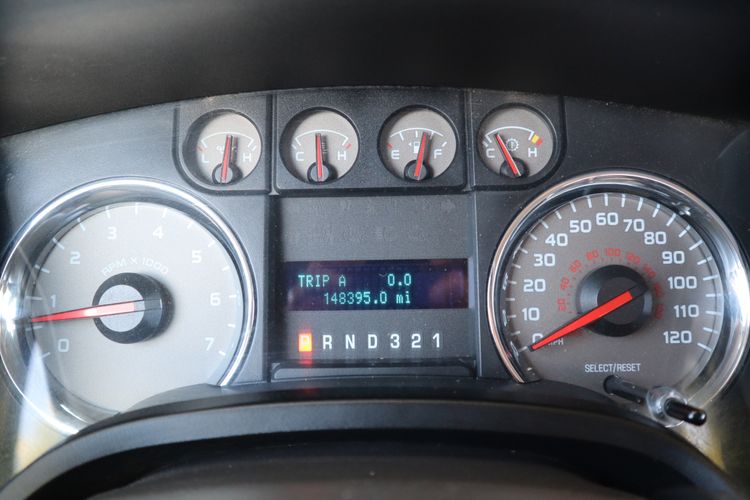 L H
C H
E F
C H
0 1 2 3 4 5 6 7
RPM X 1000
TRIP A 0.0
148395.0 mi
P R N D 3 2 1
0 10 20 30 40 50 60 70 80 90 100 120
MPH
SELECT/RESET